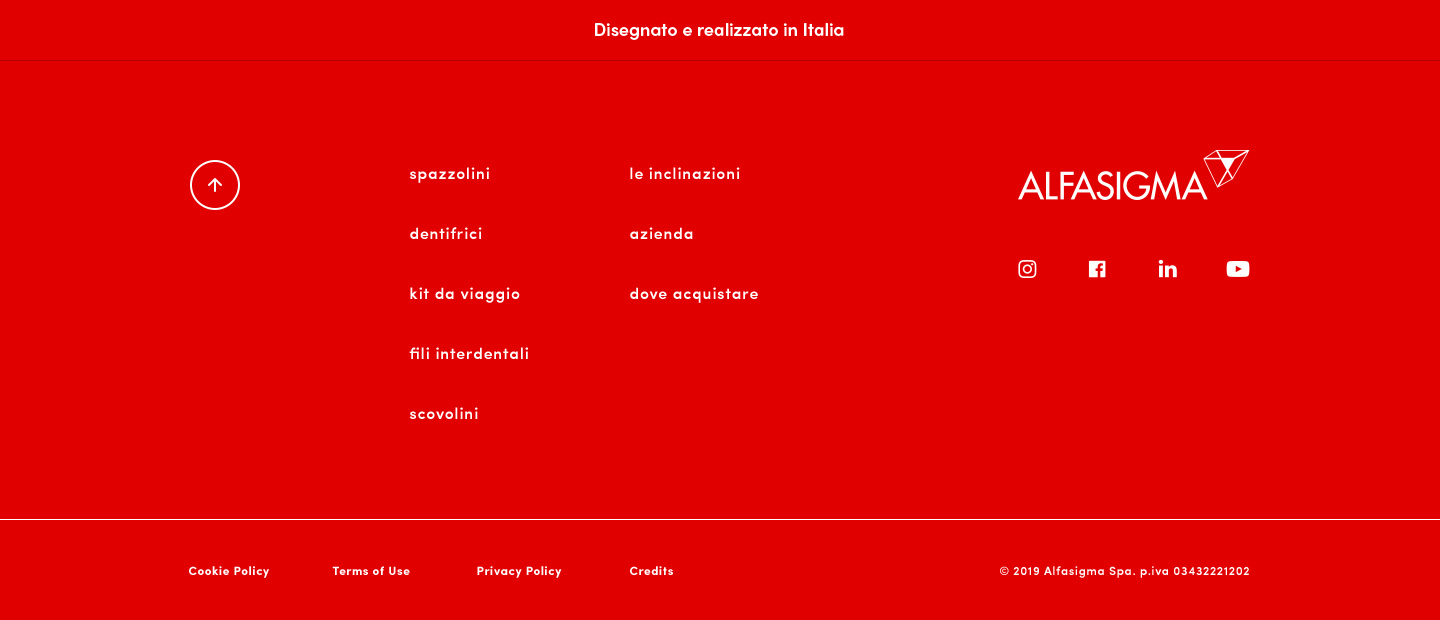 Disegnato e realizzato in Italia
spazzolini
dentifrici
kit da viaggio
fili interdentali
scovolini
le inclinazioni
azienda
dove acquistare
ALFASIGMA
Cookie Policy
Terms of Use
Privacy Policy
Credits
© 2019 Alfasigma Spa. p.iva 03432221202